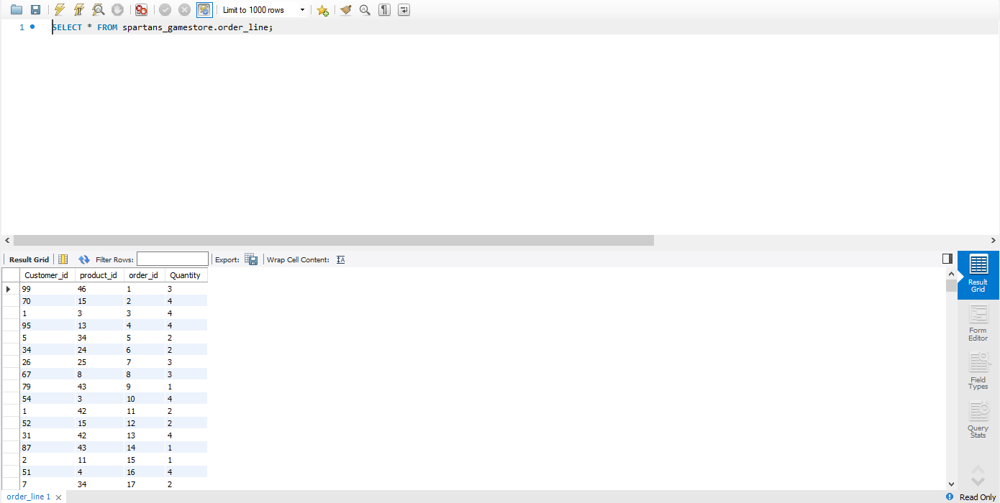 Limit to 1000 rows
1 SELECT * FROM spartans_gamestore.order_line;
Result Grid Filter Rows: Export: Wrap Cell Content:
Customer_id product_id order_id Quantity
99 46 1 3
70 15 2 4
1 3 3 4
95 13 4 4
5 34 5 2
34 24 6 2
26 25 7 3
67 8 8 3
79 43 9 1
54 3 10 4
1 42 11 2
52 15 12 2
31 42 13 4
87 43 14 1
2 11 15 1
51 4 16 4
7 34 17 2
Result
Grid
Form
Editor
Field
Types
Query
Stats
order_line 1
Read Only